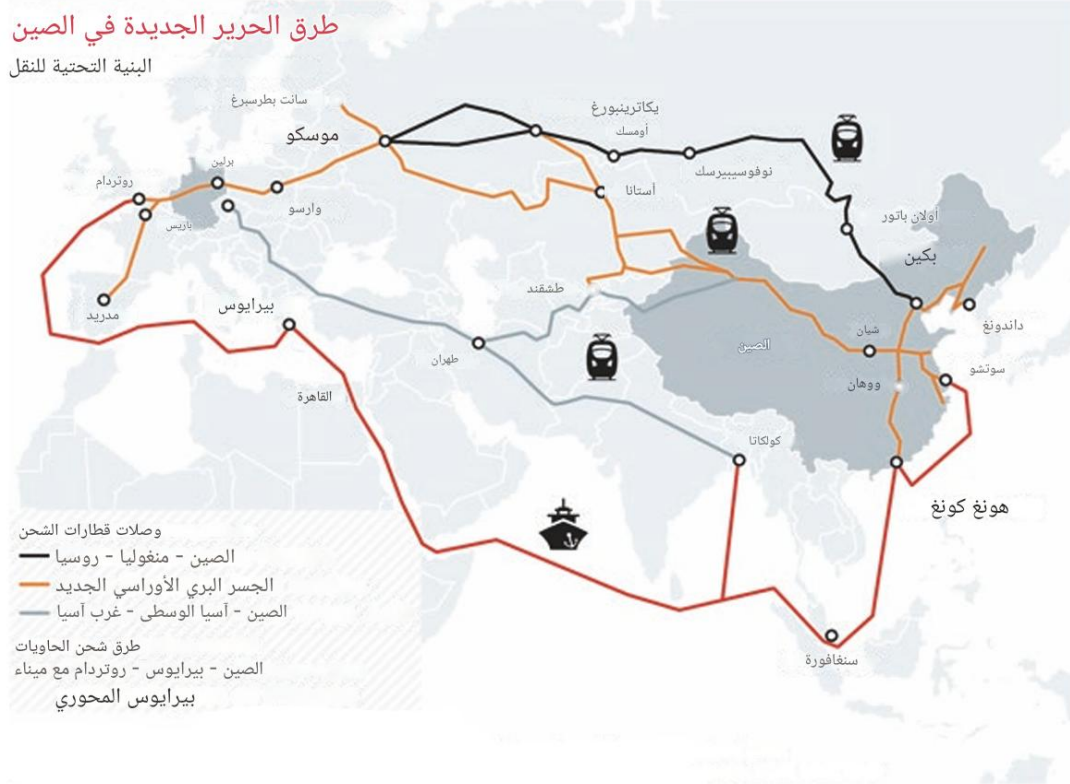 طرق الحرير الجديدة في الصين
البنية التحتية للنقل
سانت بطرسبرغ
موسكو
يكاترينبورغ
أومسك
نوفوسيبيرسك
برلين
روتردام
وارسو
باريس
أستانا
أولان باتور
بكين
طشقند
مدريد
بيرايوس
طهران
داندونغ
شيان
الصين
سوتشو
ووهان
القاهرة
كولكاتا
هونغ كونغ
سنغافورة
وصلات قطارات الشحن
الصين - منغوليا - روسيا
الجسر البري الأوراسي الجديد
الصين - آسيا الوسطى - غرب آسيا
طرق شحن الحاويات
الصين - بيرايوس - روتردام مع ميناء
بيرايوس المحوري